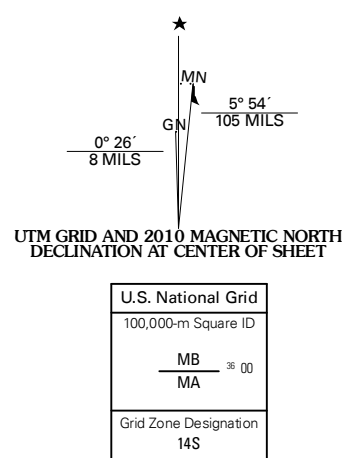 MN
GN
5° 54´
105 MILS
0° 26´
8 MILS
UTM GRID AND 2010 MAGNETIC NORTH
DECLINATION AT CENTER OF SHEET
U.S. National Grid
100,000-m Square ID
MB
36 00
MA
Grid Zone Designation
14S